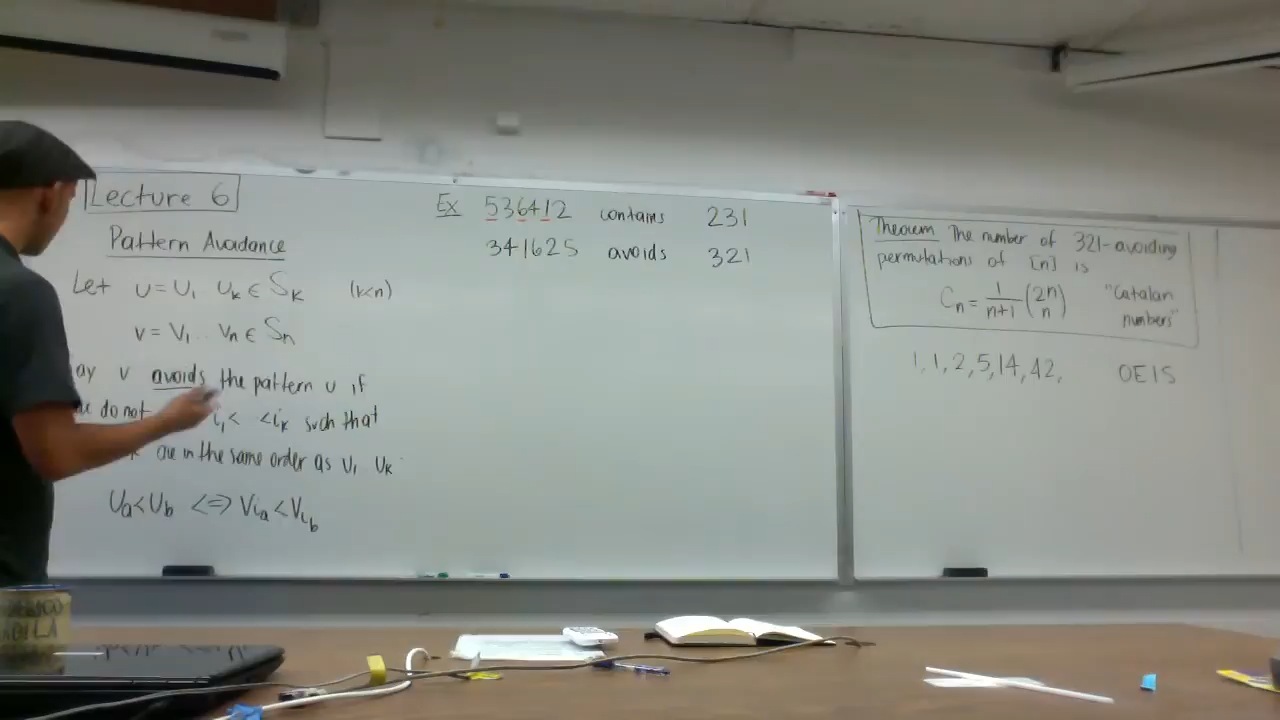 Lecture 6
Pattern Avoidance
Let u = u₁ uₖ ∈ Sₖ (k<n)
v = v₁ .. vₙ ∈ Sₙ
ay v avoids the pattern u if
do not i₁< <iₖ such that
are in the same order as u₁ uₖ
uₐ<u_b <=> v_{iₐ}<v_{i_b}
Ex 536412 contains 231
341625 avoids 321
Theorem The number of 321-avoiding
permutations of [n] is
Cₙ = 1/(n+1) (2n n) "Catalan
numbers"
1, 1, 2, 5, 14, 42, OEIS